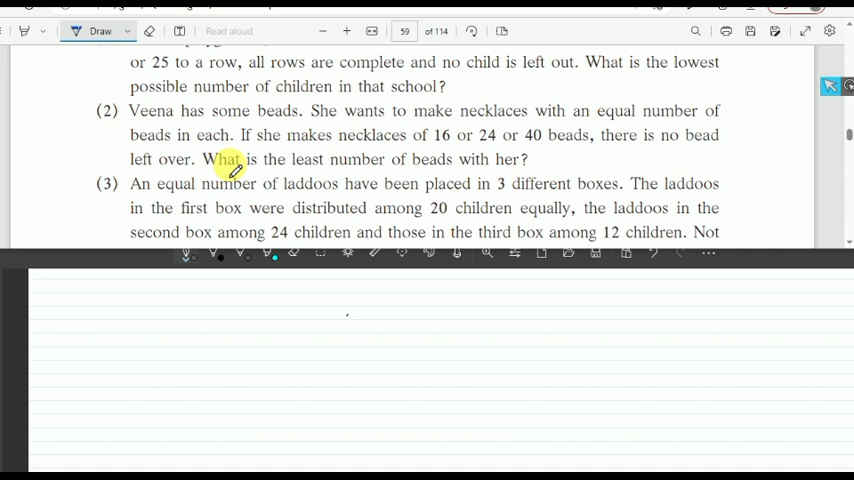 Draw
Read aloud
59
of 114
or 25 to a row, all rows are complete and no child is left out. What is the lowest
possible number of children in that school?
(2) Veena has some beads. She wants to make necklaces with an equal number of
beads in each. If she makes necklaces of 16 or 24 or 40 beads, there is no bead
left over. What is the least number of beads with her?
(3) An equal number of laddoos have been placed in 3 different boxes. The laddoos
in the first box were distributed among 20 children equally, the laddoos in the
second box among 24 children and those in the third box among 12 children. Not